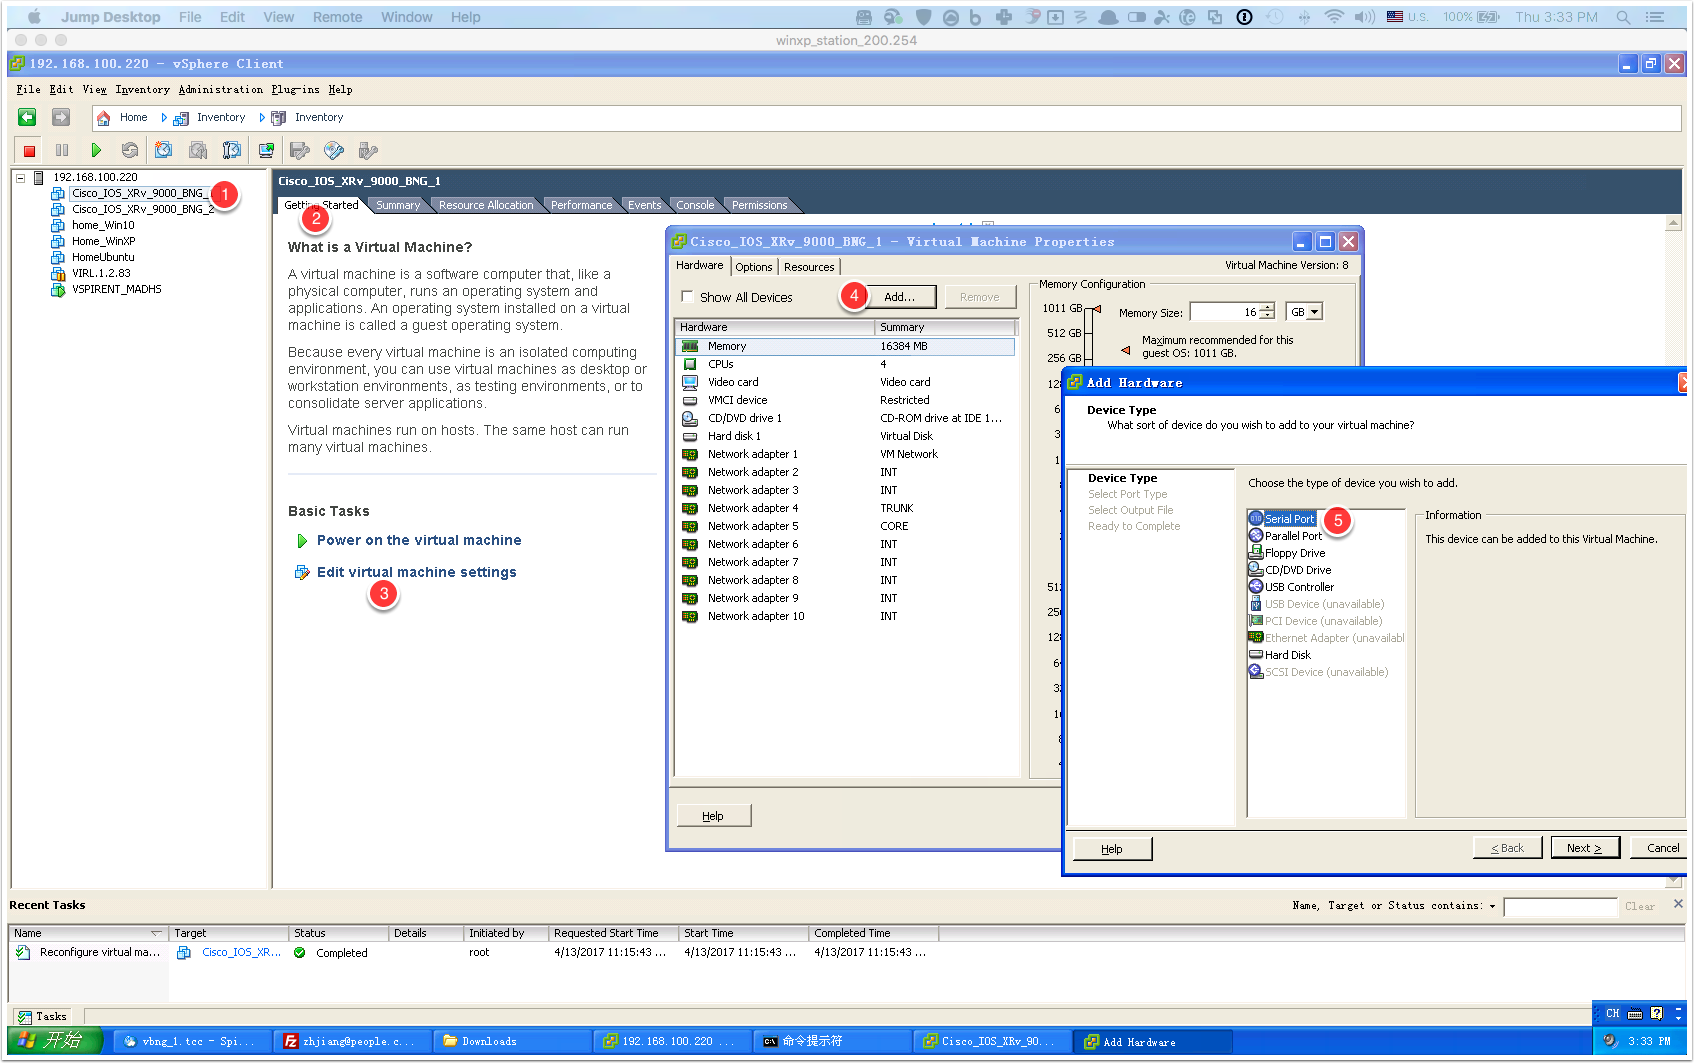 Jump Desktop File Edit View Remote Window Help U.S. 100% Thu 3:33 PM
winxp_station_200.254
192.168.100.220 - vSphere Client
File Edit View Inventory Administration Plug-ins Help
Home Inventory Inventory
192.168.100.220
Cisco_IOS_XRv_9000_BNG_ 1
Cisco_IOS_XRv_9000_BNG_2
home_Win10
Home_WinXP
HomeUbuntu
VIRL.1.2.83
VSPIRENT_MADHS
Cisco_IOS_XRv_9000_BNG_1
Getting Started Summary Resource Allocation Performance Events Console Permissions
2
What is a Virtual Machine?
A virtual machine is a software computer that, like a
physical computer, runs an operating system and
applications. An operating system installed on a virtual
machine is called a guest operating system.
Because every virtual machine is an isolated computing
environment, you can use virtual machines as desktop or
workstation environments, as testing environments, or to
consolidate server applications.
Virtual machines run on hosts. The same host can run
many virtual machines.
Basic Tasks
Power on the virtual machine
Edit virtual machine settings
3
Cisco_IOS_XRv_9000_BNG_1 - Virtual Machine Properties
Hardware Options Resources Virtual Machine Version: 8
Show All Devices 4 Add... Remove
Hardware Summary
Memory 16384 MB
CPUs 4
Video card Video card
VMCI device Restricted
CD/DVD drive 1 CD-ROM drive at IDE 1...
Hard disk 1 Virtual Disk
Network adapter 1 VM Network
Network adapter 2 INT
Network adapter 3 INT
Network adapter 4 TRUNK
Network adapter 5 CORE
Network adapter 6 INT
Network adapter 7 INT
Network adapter 8 INT
Network adapter 9 INT
Network adapter 10 INT
Help
Memory Configuration
1011 GB Memory Size: 16 GB
512 GB
Maximum recommended for this
256 GB guest OS: 1011 GB.
Add Hardware
Device Type
What sort of device do you wish to add to your virtual machine?
Device Type
Select Port Type
Select Output File
Ready to Complete
Choose the type of device you wish to add.
Serial Port 5
Parallel Port
Floppy Drive
CD/DVD Drive
USB Controller
USB Device (unavailable)
PCI Device (unavailable)
Ethernet Adapter (unavailabl
Hard Disk
SCSI Device (unavailable)
Information
This device can be added to this Virtual Machine.
Help < Back Next > Cancel
Recent Tasks Name, Target or Status contains: Clear
Name Target Status Details Initiated by Requested Start Time Start Time Completed Time
Reconfigure virtual ma... Cisco_IOS_XR... Completed root 4/13/2017 11:15:43 ... 4/13/2017 11:15:43 ... 4/13/2017 11:15:43 ...
Tasks
CH
开始 vbng_1.tcc - Spi... zhjiang@people.c... Downloads 192.168.100.220 ... 命令提示符 Cisco_IOS_XRv_90... Add Hardware 3:33 PM